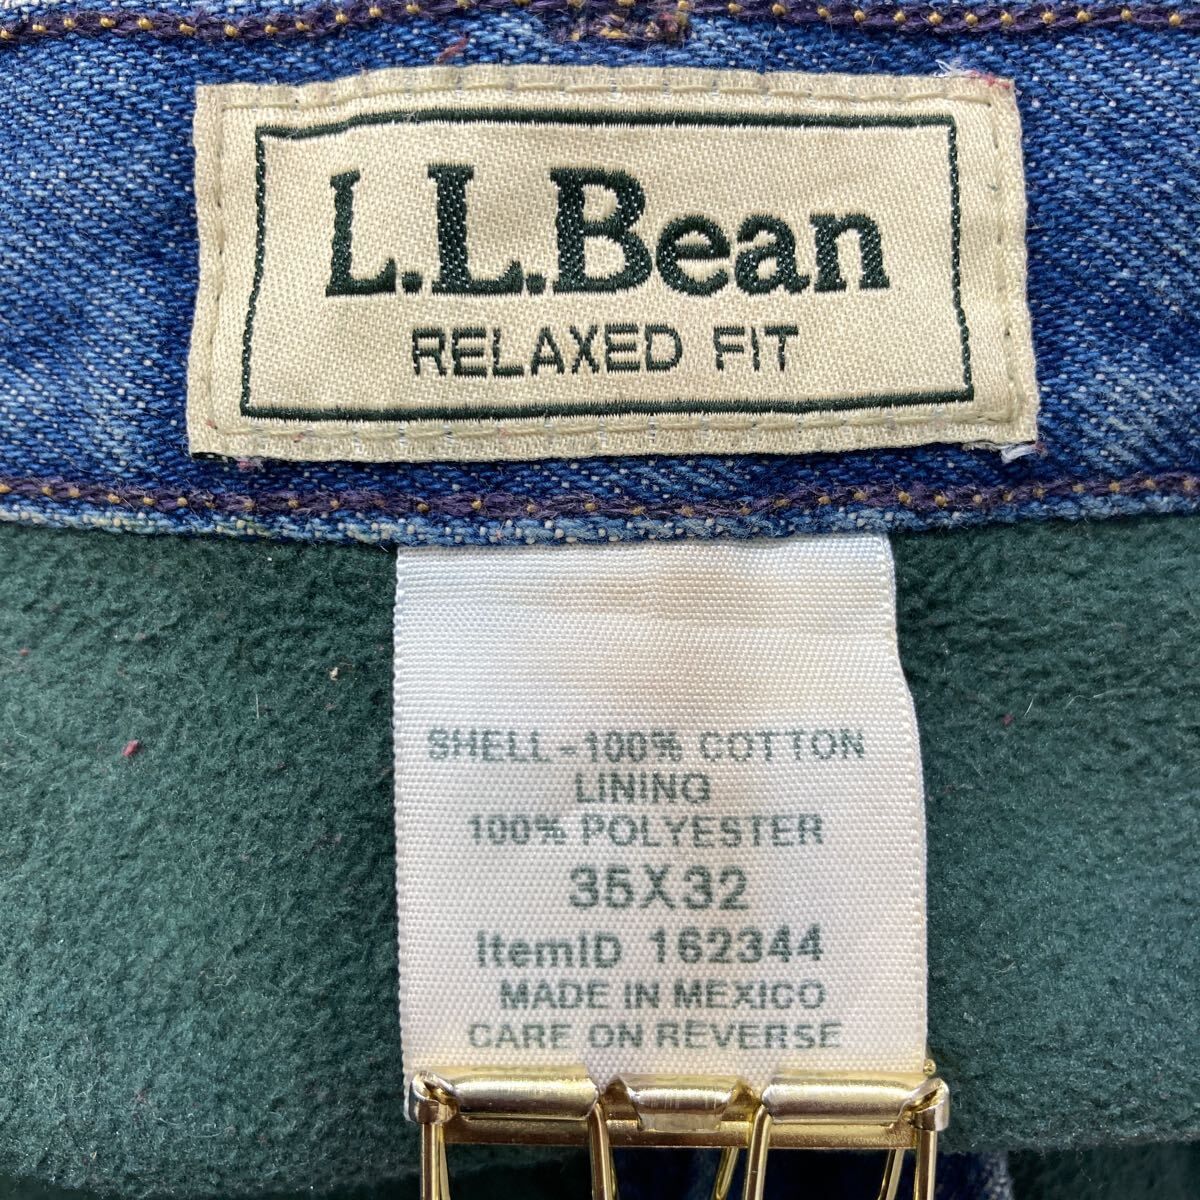 L.L.Bean
RELAXED FIT
SHELL-100% COTTON
LINING
100% POLYESTER
35X32
ItemID 162344
MADE IN MEXICO
CARE ON REVERSE